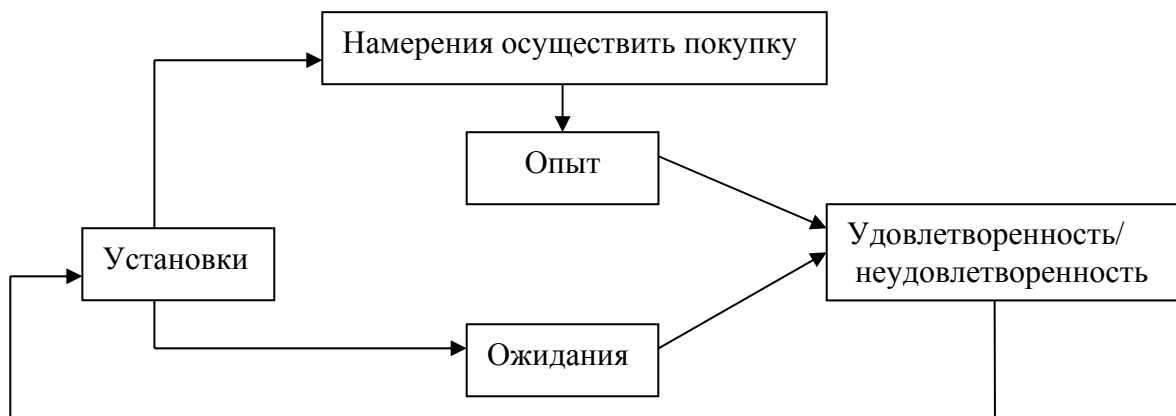 Намерения осуществить покупку
Опыт
Удовлетворенность/
неудовлетворенность
Установки
Ожидания